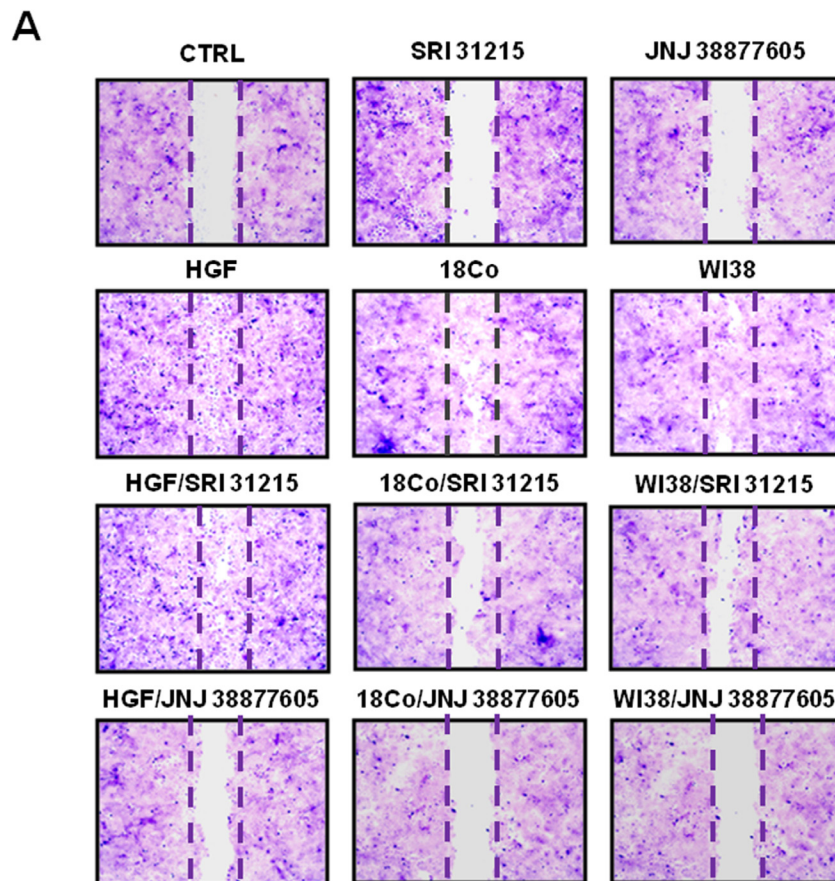 A
CTRL SRI 31215 JNJ 38877605
HGF 18Co WI38
HGF/SRI 31215 18Co/SRI 31215 WI38/SRI 31215
HGF/JNJ 38877605 18Co/JNJ 38877605 WI38/JNJ 38877605